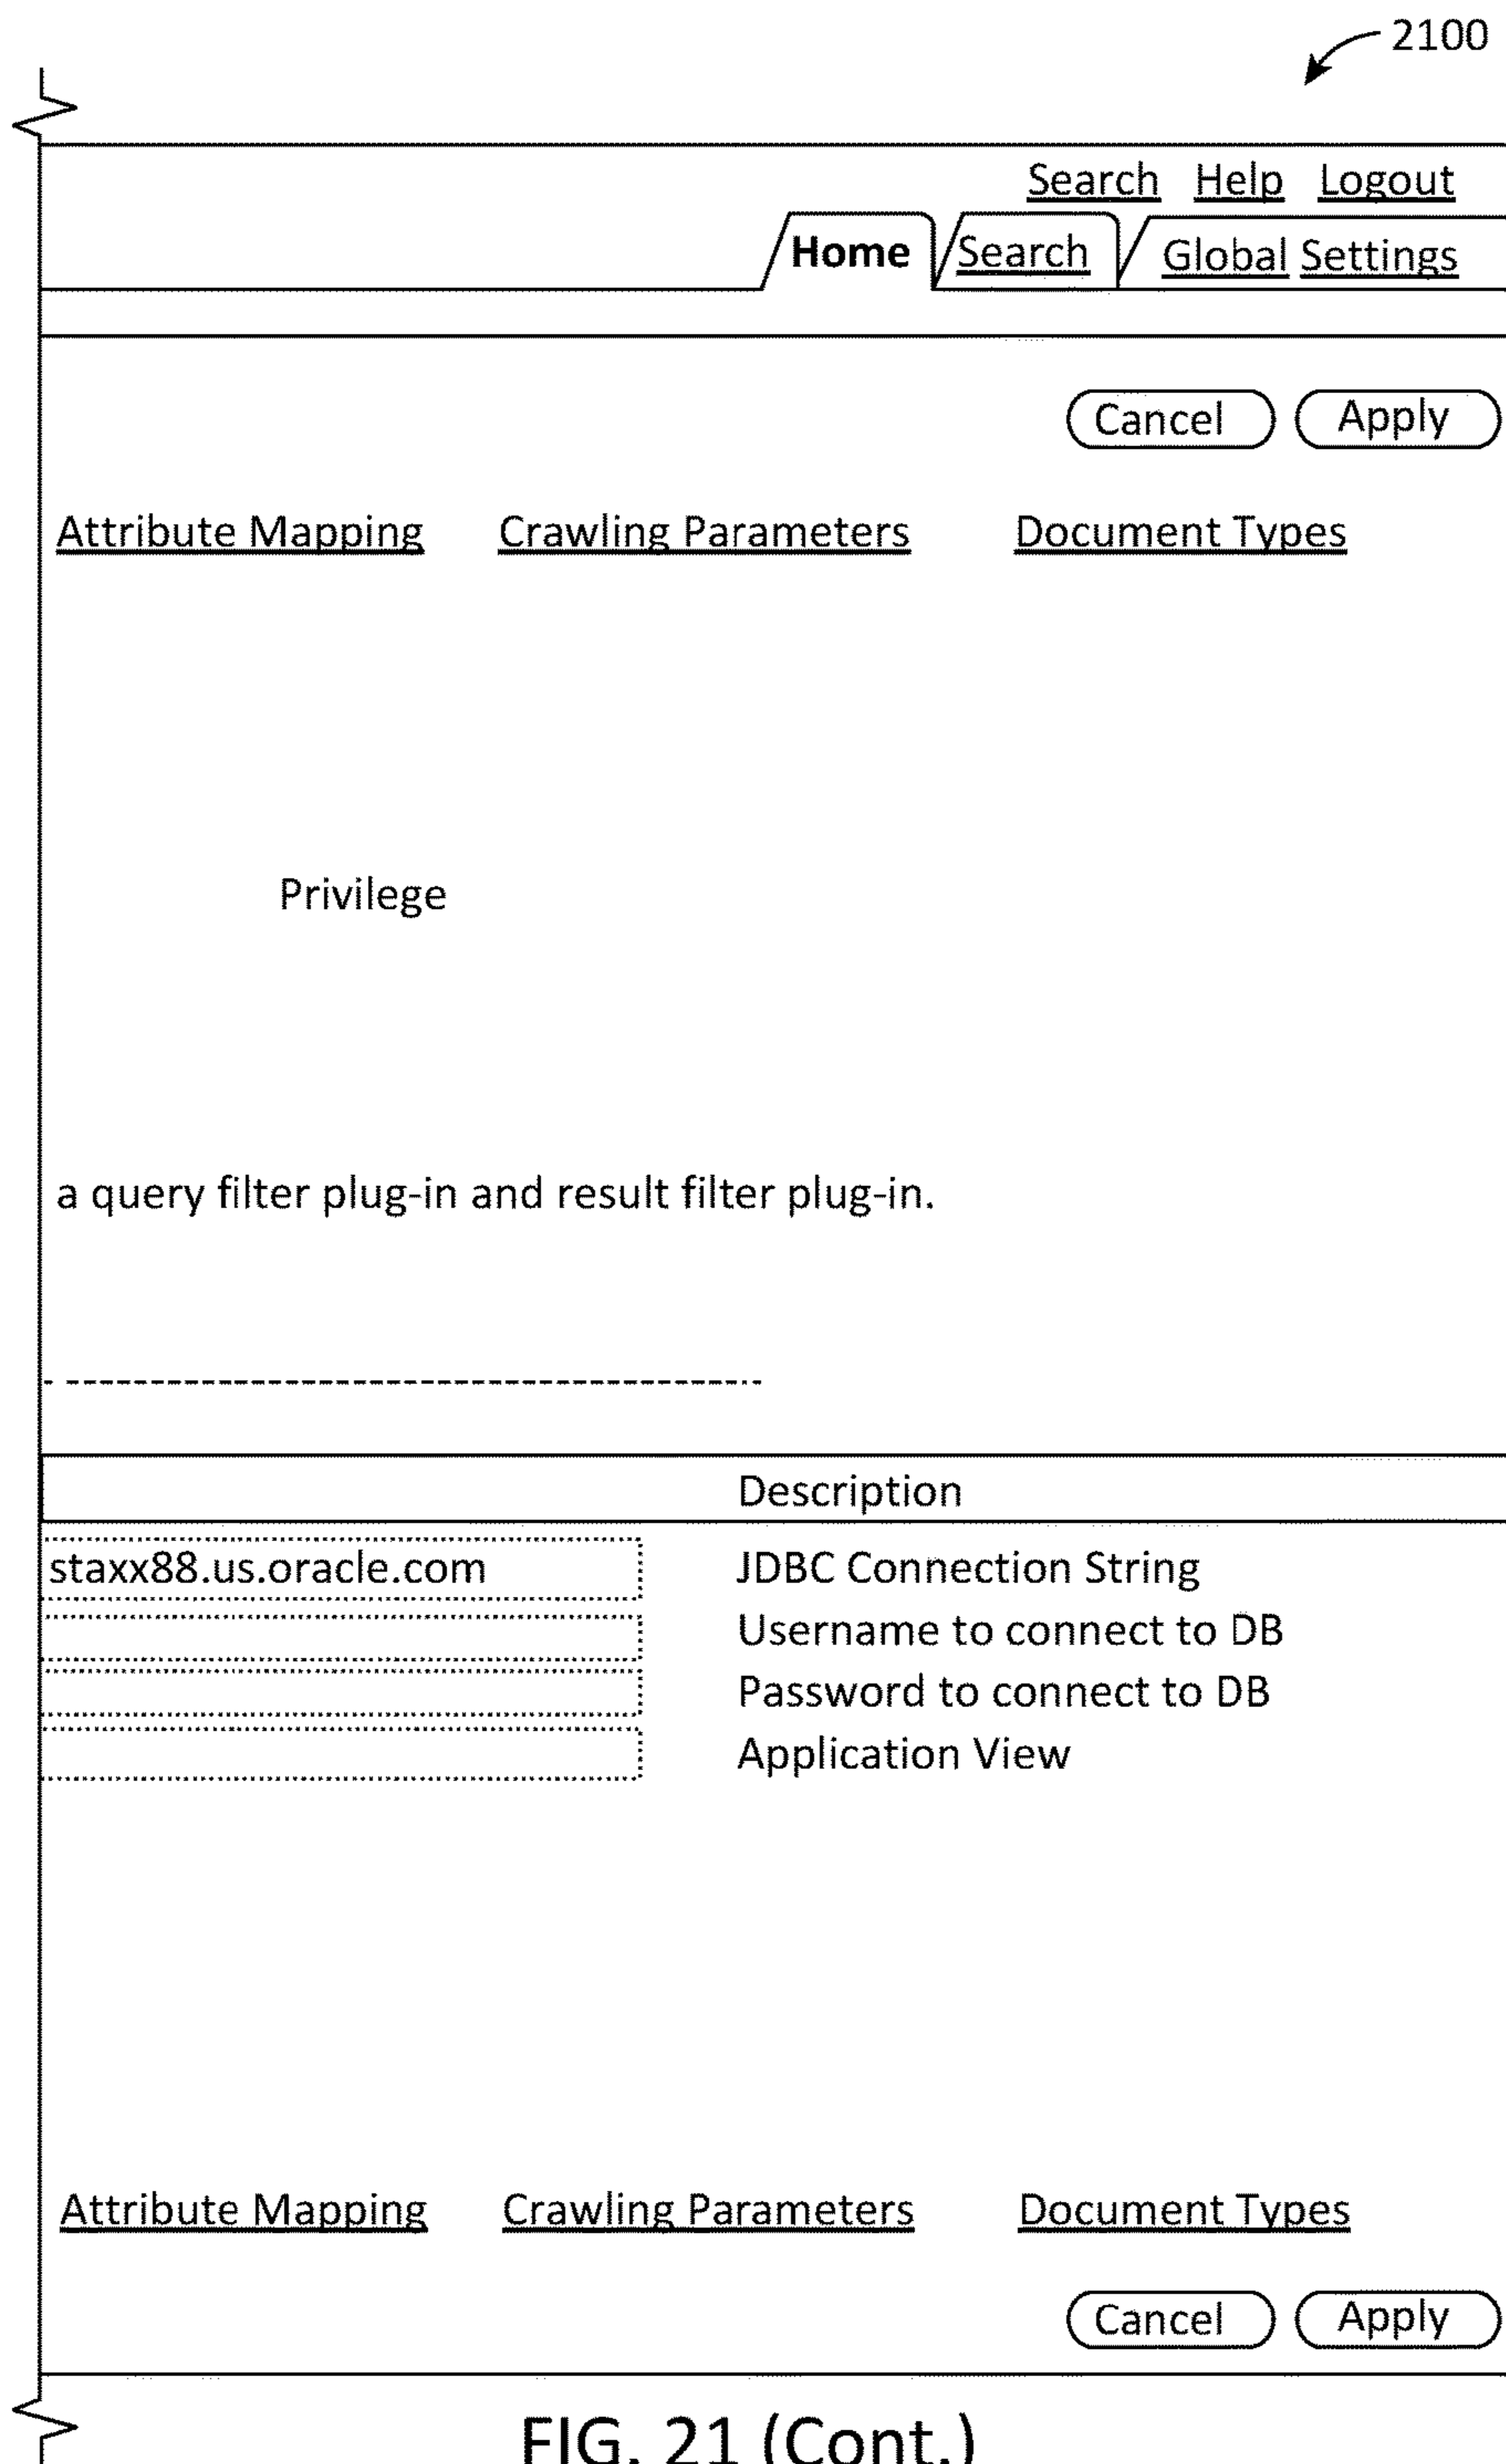 2100
Search Help Logout
Home Search Global Settings
Cancel Apply
Attribute Mapping Crawling Parameters Document Types
Privilege
a query filter plug-in and result filter plug-in.
Description
staxx88.us.oracle.com JDBC Connection String
Username to connect to DB
Password to connect to DB
Application View
Attribute Mapping Crawling Parameters Document Types
Cancel Apply
FIG. 21 (Cont.)